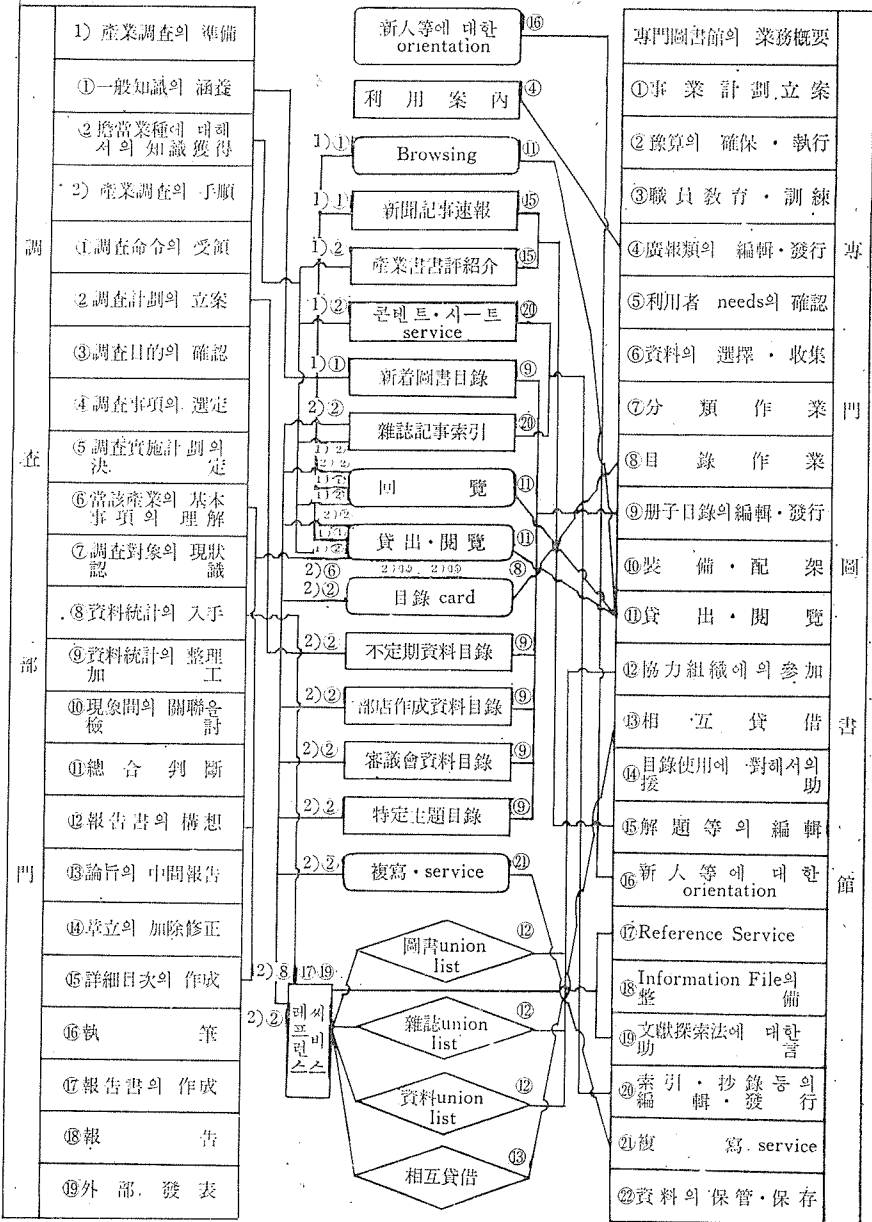 調査部門
1) 産業調査의 準備
①一般知識의 涵養
②擔當業種에 대해
서의 知識獲得
2) 産業調査의 手順
①調査命令의 受領
②調査計劃의 立案
③調査目的의 確認
④調査事項의 選定
⑤調査實施計劃의
決定
⑥當該産業의 基本
事項의 理解
⑦調査對象의 現狀
認識
⑧資料統計의 入手
⑨資料統計의 整理
加工
⑩現象間의 關聯을
檢討
⑪總合判斷
⑫報告書의 構想
⑬論旨의 中間報告
⑭草立의 加除修正
⑮詳細目次의 作成
⑯執筆
⑰報告書의 作成
⑱報告
⑲外部發表
新人等에 대한 ⑯
orientation
利用案內 ④
1)① Browsing ⑪
1)① 新聞記事速報 ⑮
1)② 産業書書評紹介 ⑮
1)② 콘텐트·시-트 ⑳
service
1)① 新着圖書目錄 ⑨
2)② 雜誌記事索引 ⑳
回覽 ⑪
貸出·閲覽 ⑪
2)⑥
2)② 目錄 card ⑧
2)② 不定期資料目錄 ⑨
2)② 部店作成資料目錄 ⑨
2)② 審議會資料目錄 ⑨
2)② 特定主題目錄 ⑨
2)② 複寫·service ㉑
2)⑧ ⑰⑲
2)②
레프런스
써비스
圖書union ⑫
list
雜誌union ⑫
list
資料union ⑫
list
相互貸借 ⑬
專門圖書館
專門圖書館의 業務概要
①事業計劃立案
②豫算의 確保·執行
③職員敎育·訓練
④廣報類의 編輯·發行
⑤利用者 needs의 確認
⑥資料의 選擇·收集
⑦分類作業
⑧目錄作業
⑨册子目錄의編輯·發行
⑩裝備·配架
⑪貸出·閲覽
⑫協力組織에의 參加
⑬相互貸借
⑭目錄使用에 對해서의
援助
⑮解題等의 編輯
⑯新人等에 대한
orientation
⑰Reference Service
⑱Information File의
整備
⑲文獻探索法에 대한
助言
⑳索引·抄錄등의
編輯·發行
㉑複寫 service
㉒資料의 保管·保存